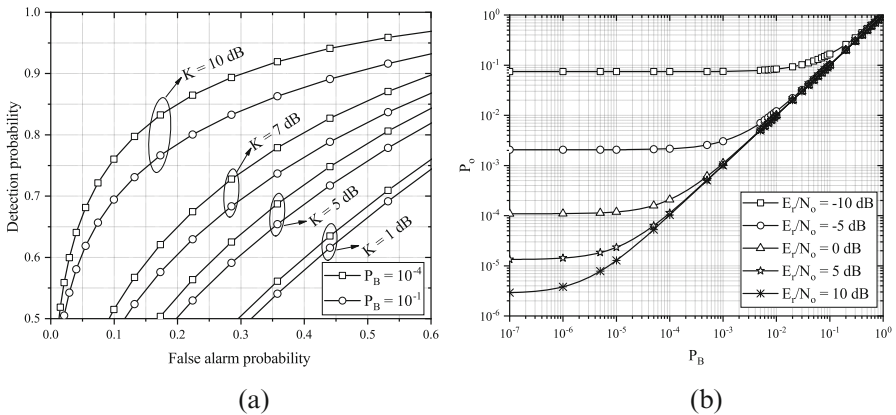 1.0
0.9
0.8
0.7
0.6
0.5
Detection probability
K = 10 dB
K = 7 dB
K = 5 dB
K = 1 dB
P_B = 10^-4
P_B = 10^-1
0.0 0.1 0.2 0.3 0.4 0.5 0.6
False alarm probability
(a)
10^0
10^-1
10^-2
10^-3
10^-4
10^-5
10^-6
P_o
E_r/N_o = -10 dB
E_r/N_o = -5 dB
E_r/N_o = 0 dB
E_r/N_o = 5 dB
E_r/N_o = 10 dB
10^-7 10^-6 10^-5 10^-4 10^-3 10^-2 10^-1 10^0
P_B
(b)